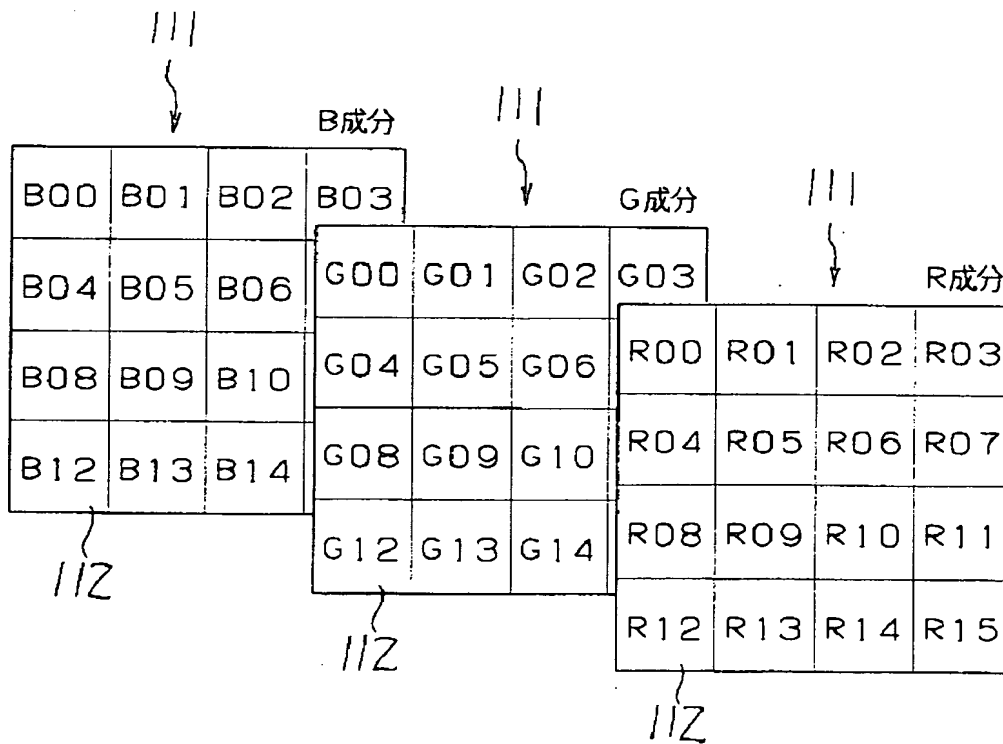 111
B成分
B00 B01 B02 B03
B04 B05 B06
B08 B09 B10
B12 B13 B14
112
111
G成分
G00 G01 G02 G03
G04 G05 G06
G08 G09 G10
G12 G13 G14
112
111
R成分
R00 R01 R02 R03
R04 R05 R06 R07
R08 R09 R10 R11
R12 R13 R14 R15
112